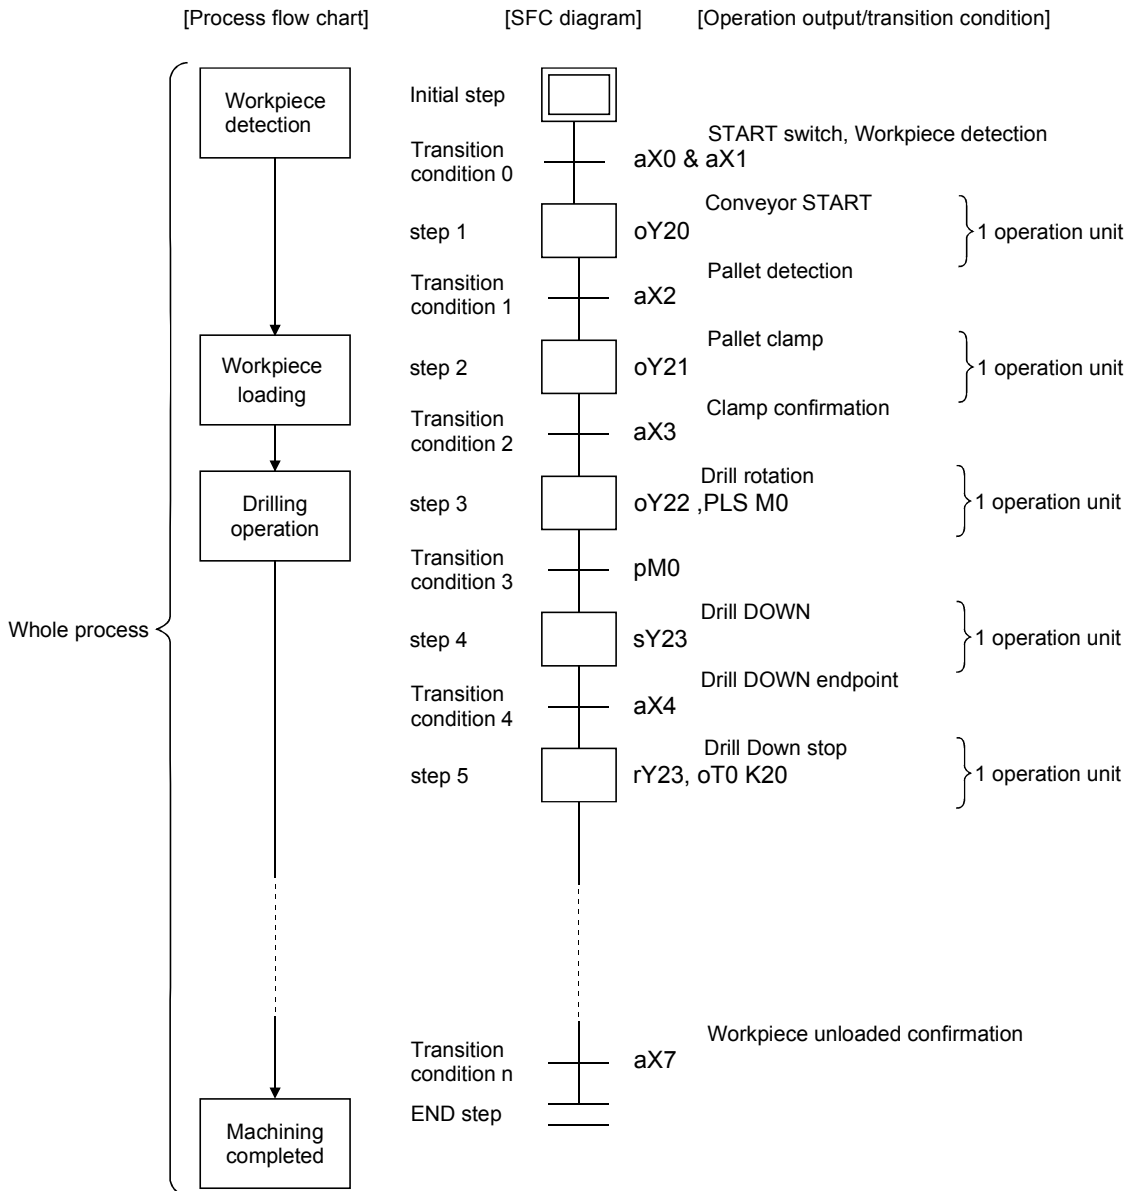 [Process flow chart]
[SFC diagram]
[Operation output/transition condition]
Workpiece
detection
Initial step
START switch, Workpiece detection
Transition
condition 0
aX0 & aX1
Conveyor START
step 1
oY20
1 operation unit
Pallet detection
Transition
condition 1
aX2
Pallet clamp
Workpiece
loading
step 2
oY21
1 operation unit
Clamp confirmation
Transition
condition 2
aX3
Drill rotation
Drilling
operation
step 3
oY22 ,PLS M0
1 operation unit
Transition
condition 3
pM0
Drill DOWN
Whole process
step 4
sY23
1 operation unit
Drill DOWN endpoint
Transition
condition 4
aX4
Drill Down stop
step 5
rY23, oT0 K20
1 operation unit
Workpiece unloaded confirmation
Transition
condition n
aX7
END step
Machining
completed